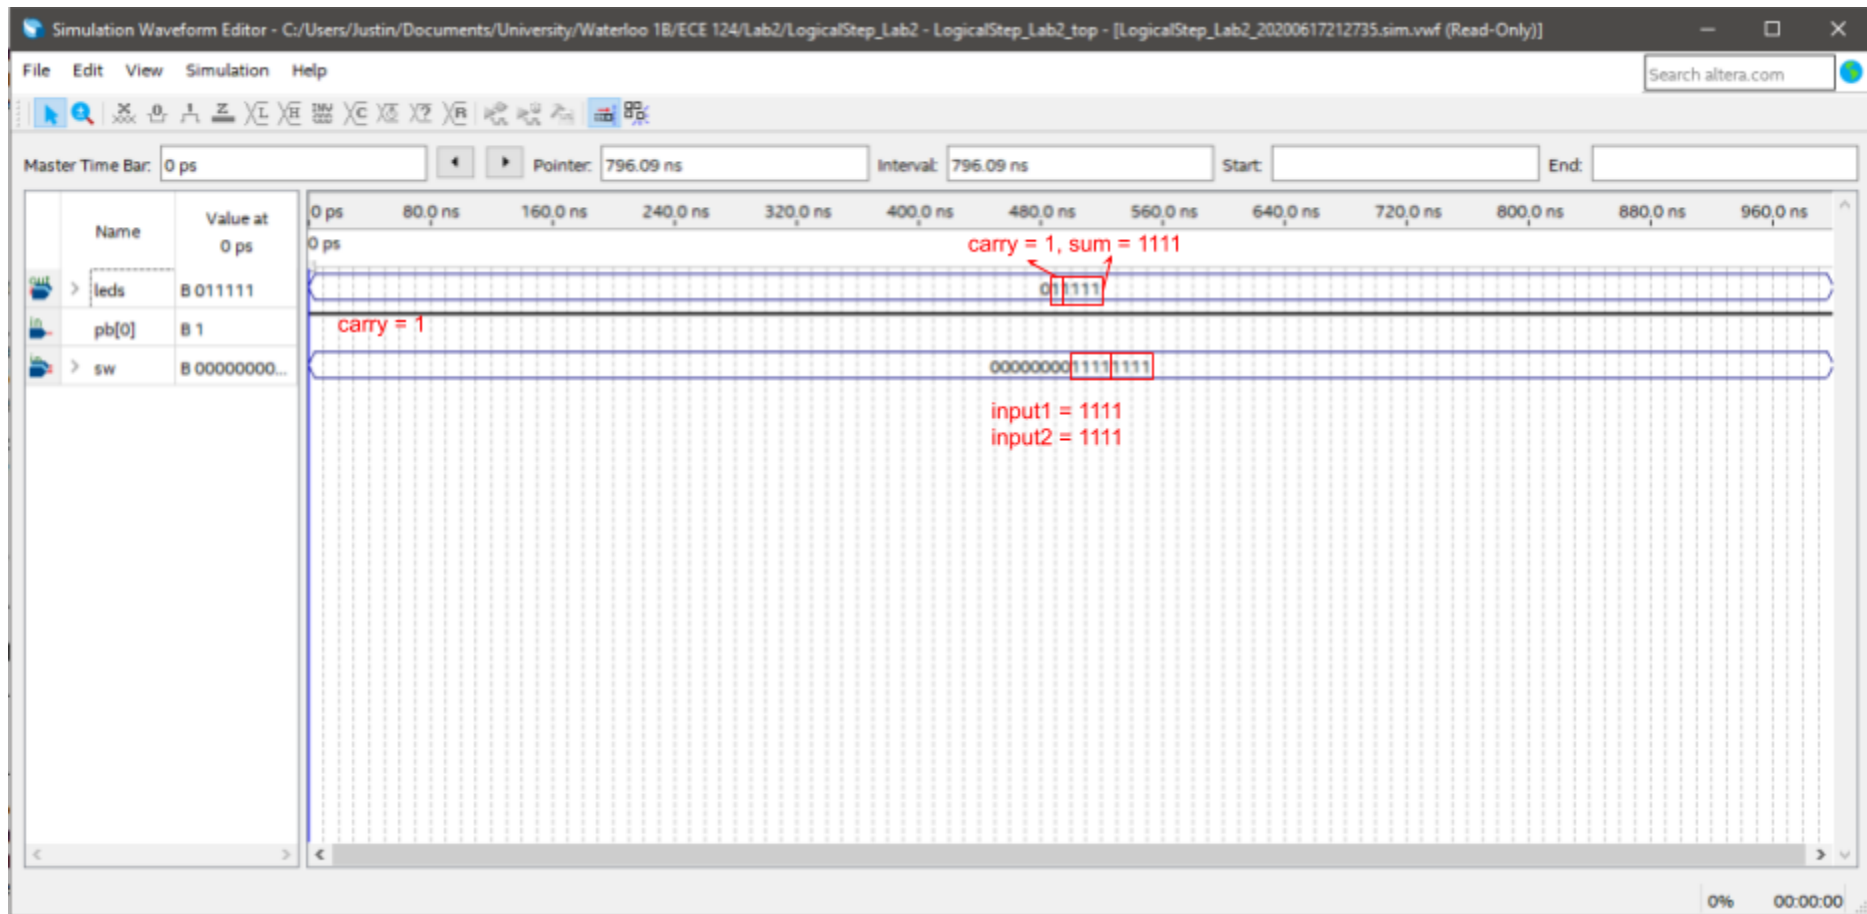 Simulation Waveform Editor - C:/Users/Justin/Documents/University/Waterloo 1B/ECE 124/Lab2/LogicalStep_Lab2 - LogicalStep_Lab2_top - [LogicalStep_Lab2_20200617212735.sim.vwf (Read-Only)]
File Edit View Simulation Help
Search altera.com
Master Time Bar: 0 ps Pointer: 796.09 ns Interval: 796.09 ns Start: End:
Name Value at 0 ps
0 ps 80.0 ns 160.0 ns 240.0 ns 320.0 ns 400.0 ns 480.0 ns 560.0 ns 640.0 ns 720.0 ns 800.0 ns 880.0 ns 960.0 ns
0 ps
carry = 1, sum = 1111
leds B 011111 011111
pb[0] B 1
carry = 1
sw B 00000000...
0000000011111111
input1 = 1111
input2 = 1111
0% 00:00:00